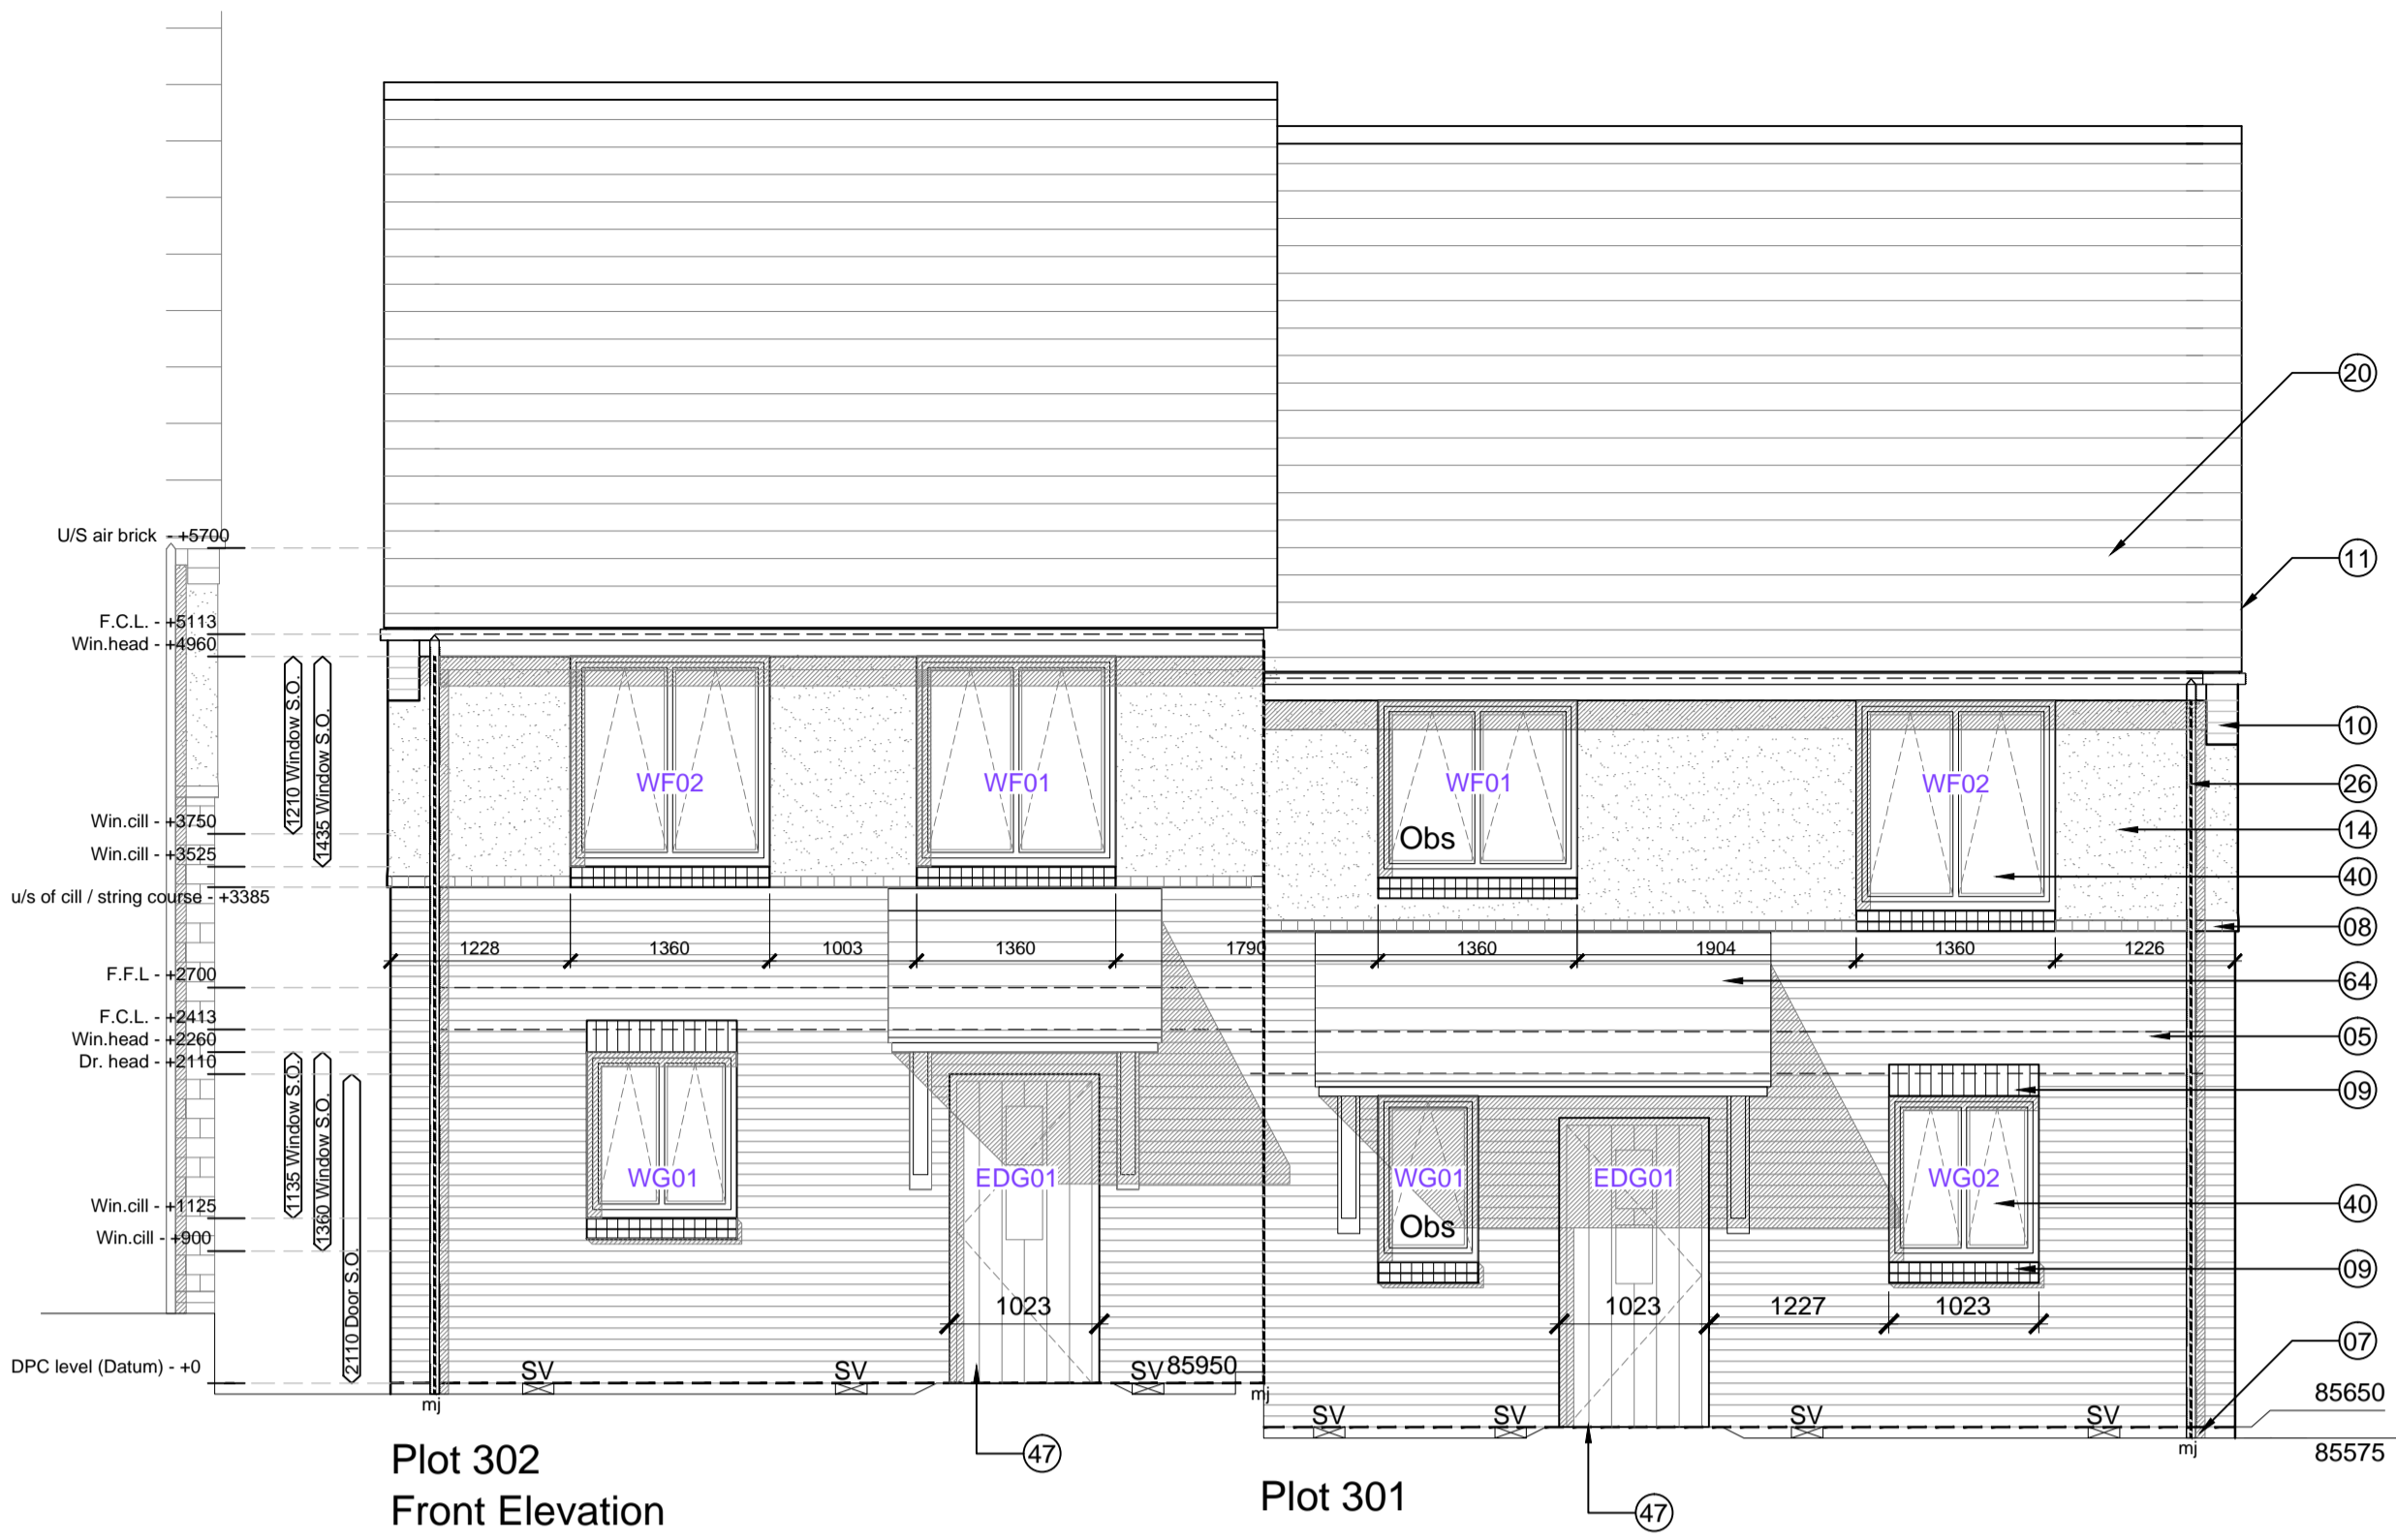 20
U/S air brick - +5700
11
F.C.L. - +5113
Win.head - +4960
1210 Window S.O.
1435 Window S.O.
10
WF02
WF01
WF01
WF02
26
Win.cill - +3750
Obs
14
Win.cill - +3525
40
u/s of cill / string course - +3385
08
1228
1360
1003
1360
1790
1360
1904
1360
1226
F.F.L - +2700
64
F.C.L. - +2413
Win.head - +2260
05
Dr. head - +2110
09
1135 Window S.O.
1360 Window S.O.
2110 Door S.O.
WG01
EDG01
WG01
EDG01
WG02
Win.cill - +1125
40
Obs
Win.cill - +900
09
1023
1023
1227
1023
07
DPC level (Datum) - +0
SV
SV
SV
85950
85650
mj
mj
SV
SV
SV
SV
mj
85575
Plot 302
47
Front Elevation
Plot 301
47